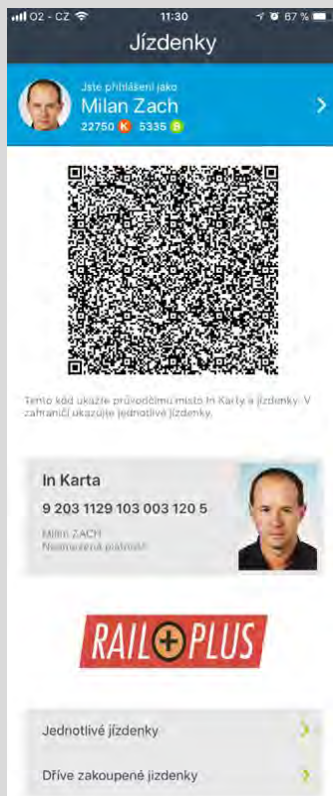 O2 - CZ 11:30 67 %
Jízdenky
Jste přihlášeni jako
Milan Zach
22750 K 5335 B
Tento kód ukažte průvodčímu místo In Karty a jízdenky. V
zahraničí ukazujte jednotlivé jízdenky.
In Karta
9 203 1129 103 003 120 5
Milan ZACH
Neomezená platnost
RAIL+PLUS
Jednotlivé jízdenky
Dříve zakoupené jízdenky